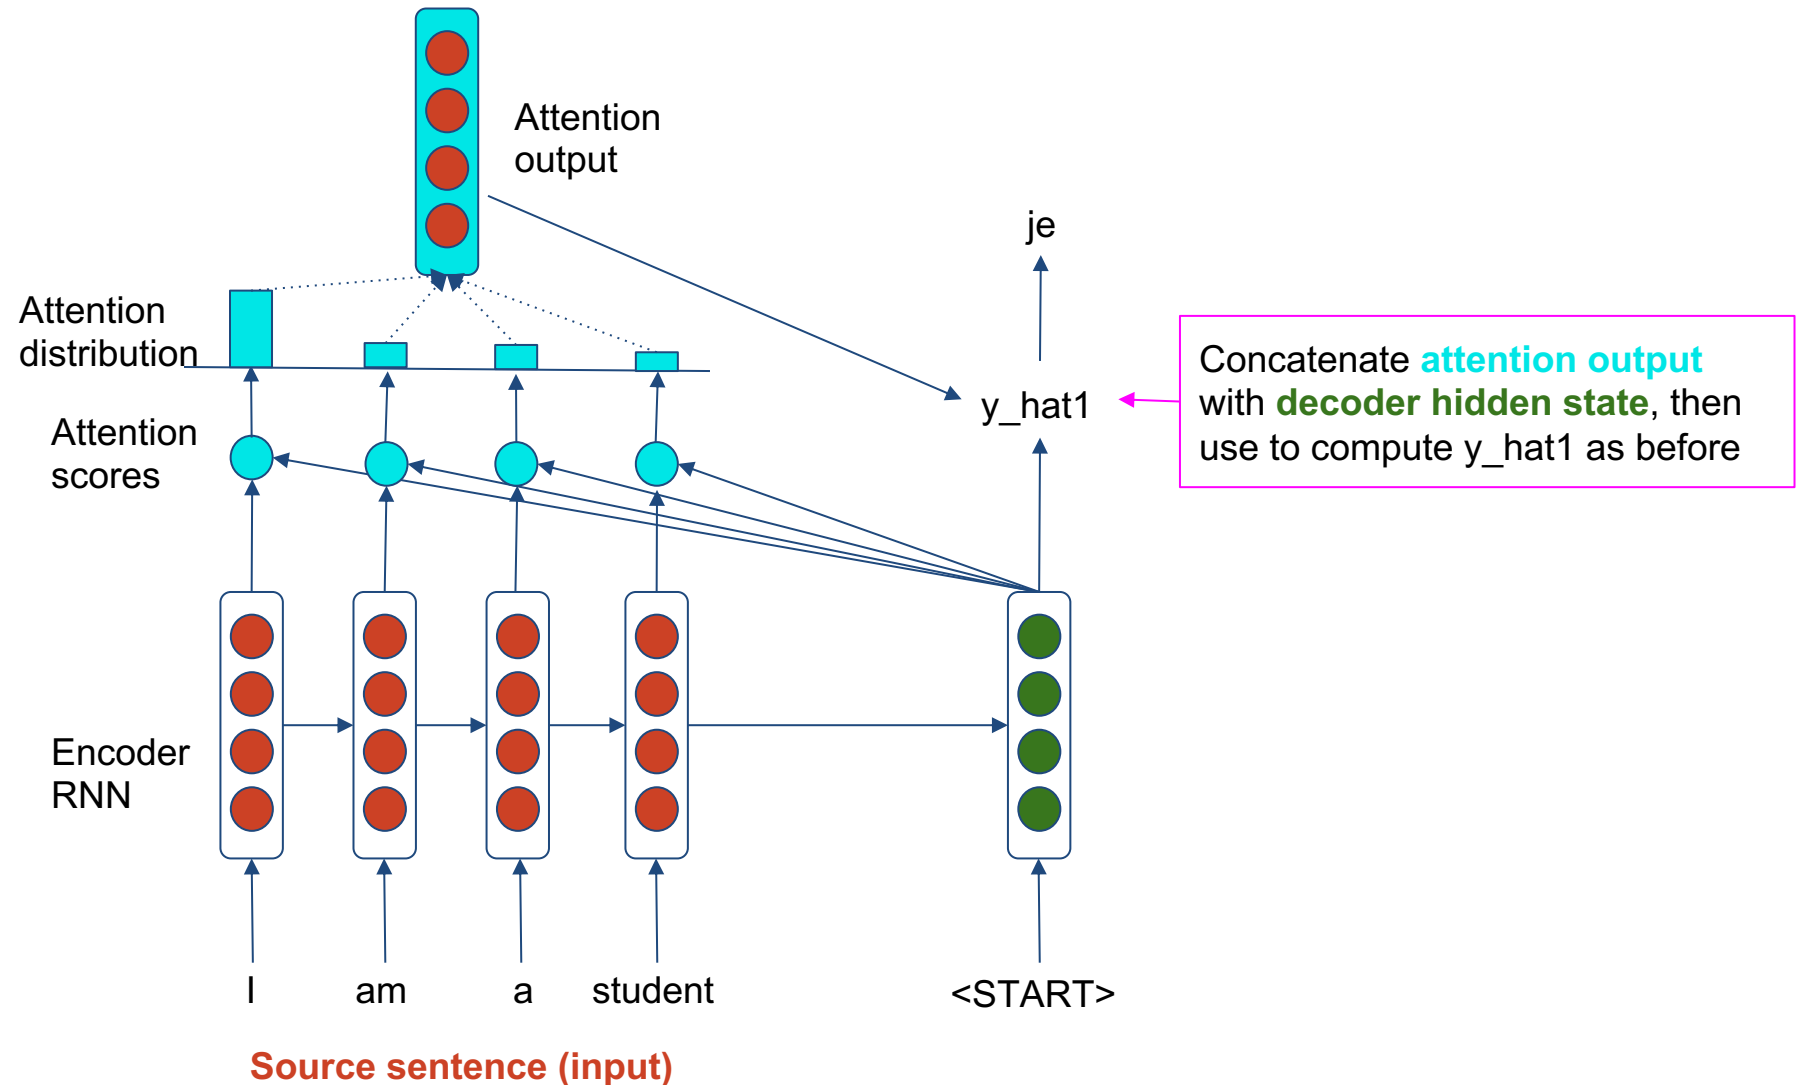 Attention
output
je
Attention
distribution
Concatenate attention output
with decoder hidden state, then
use to compute y_hat1 as before
y_hat1
Attention
scores
Encoder
RNN
I
am
a
student
<START>
Source sentence (input)